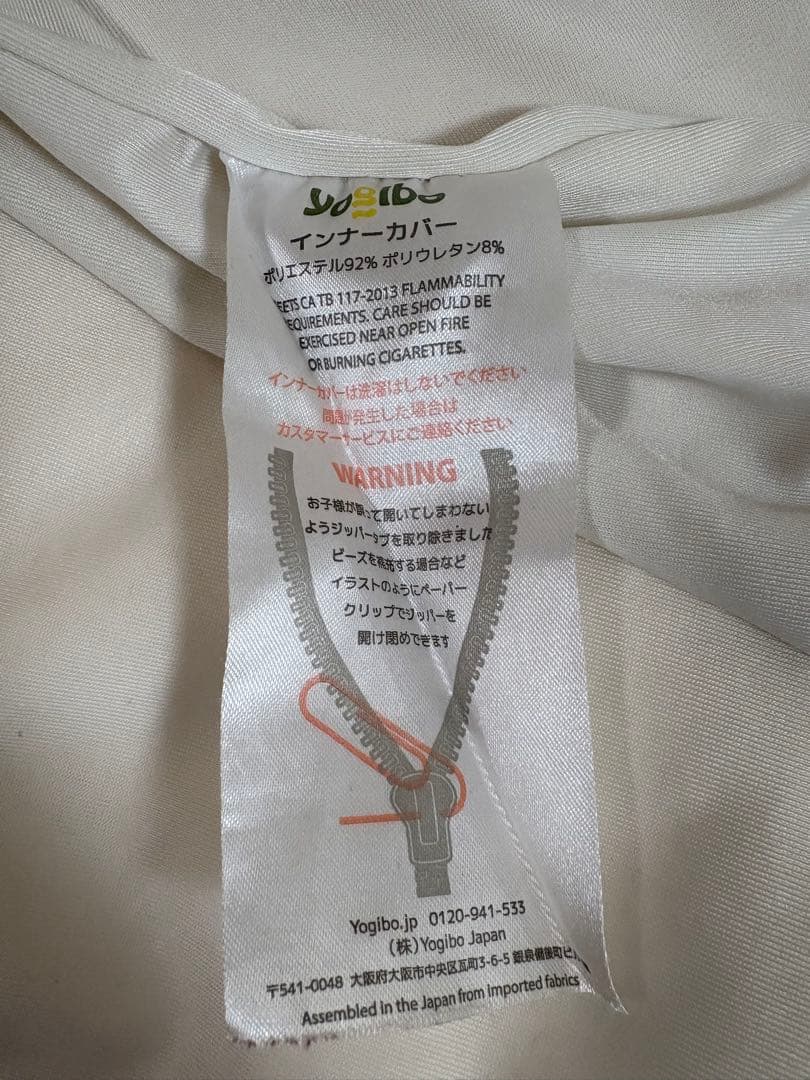 yogibo
インナーカバー
ポリエステル92% ポリウレタン8%
EETS CA TB 117-2013 FLAMMABILITY
EQUIREMENTS. CARE SHOULD BE
EXERCISED NEAR OPEN FIRE
OR BURNING CIGARETTES.
インナーカバーは洗濯はしないでください
問題が発生した場合は
カスタマーサービスにご連絡ください
WARNING
お子様が誤って開いてしまわない
ようジッパータブを取り除きました
ビーズを補充する場合など
イラストのようにペーパー
クリップでジッパーを
開け閉めできます
Yogibo.jp 0120-941-533
(株)Yogibo Japan
〒541-0048 大阪府大阪市中央区瓦町3-6-5 銀泉備後町ビ
Assembled in the Japan from imported fabrics